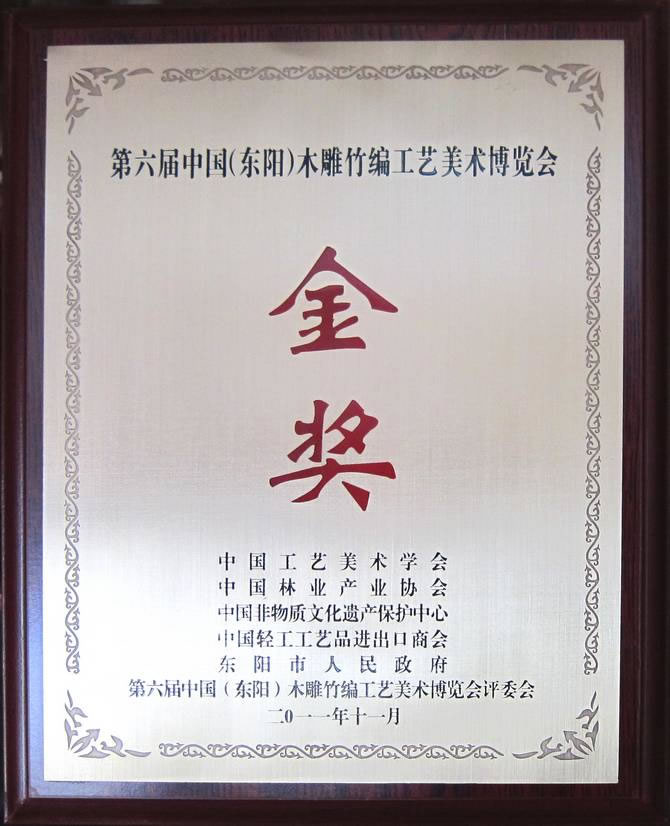 第六届中国(东阳)木雕竹编工艺美术博览会
金
奖
中国工艺美术学会
中国林业产业协会
中国非物质文化遗产保护中心
中国轻工工艺品进出口商会
东阳市人民政府
第六届中国(东阳)木雕竹编工艺美术博览会评委会
二0一一年十一月